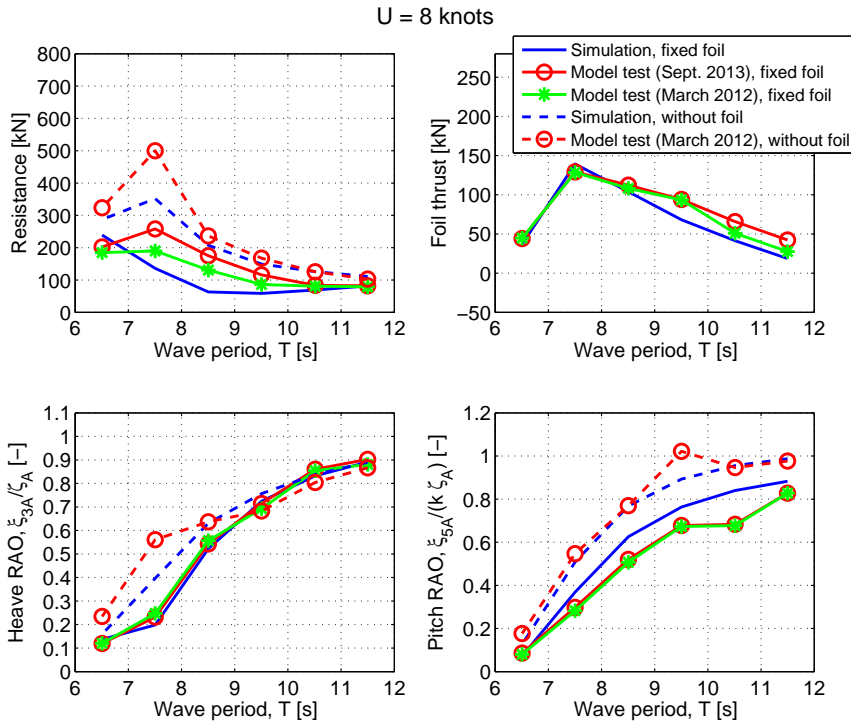 U = 8 knots
Resistance [kN]
800
700
600
500
400
300
200
100
0
6 7 8 9 10 11 12
Wave period, T [s]
Foil thrust [kN]
250
200
150
100
50
0
−50
6 7 8 9 10 11 12
Wave period, T [s]
Simulation, fixed foil
Model test (Sept. 2013), fixed foil
Model test (March 2012), fixed foil
Simulation, without foil
Model test (March 2012), without foil
Heave RAO, ξ3A/ζA [−]
1.1
1
0.9
0.8
0.7
0.6
0.5
0.4
0.3
0.2
0.1
0
6 7 8 9 10 11 12
Wave period, T [s]
Pitch RAO, ξ5A/(k ζA) [−]
1.2
1
0.8
0.6
0.4
0.2
0
6 7 8 9 10 11 12
Wave period, T [s]